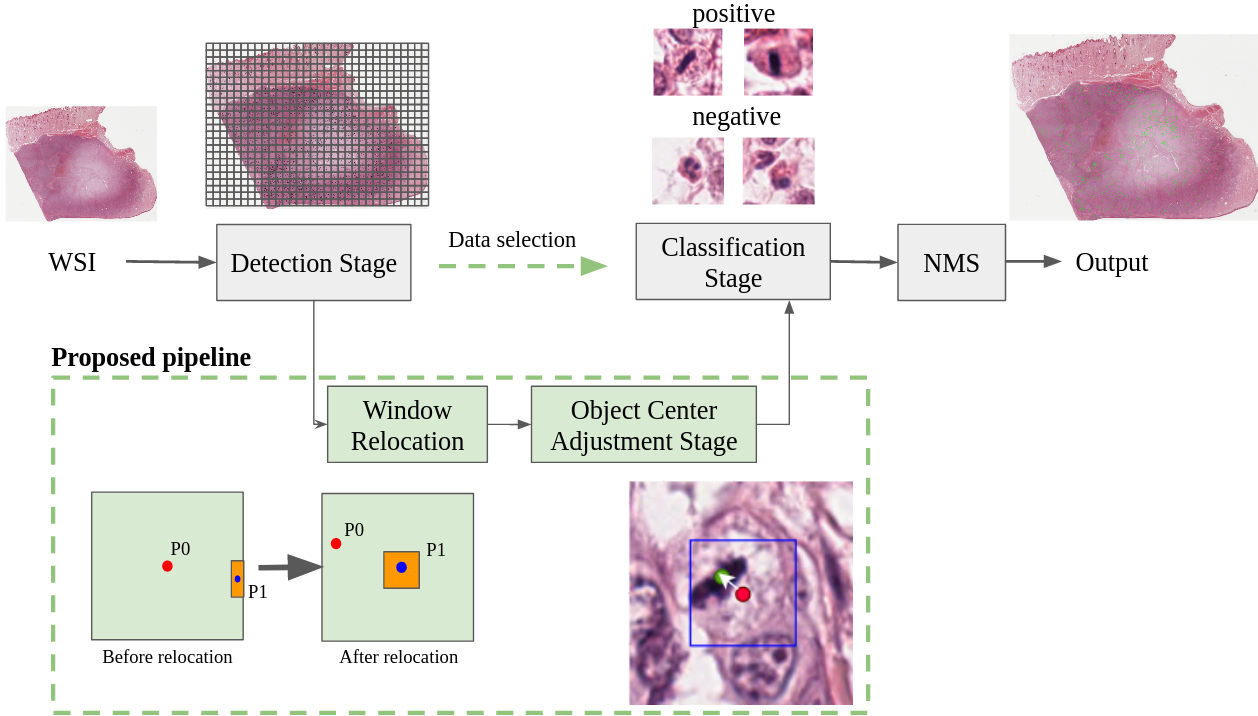 positive
negative
WSI
Detection Stage
Data selection
Classification
Stage
NMS
Output
Proposed pipeline
Window
Relocation
Object Center
Adjustment Stage
P0
P1
Before relocation
P0
P1
After relocation